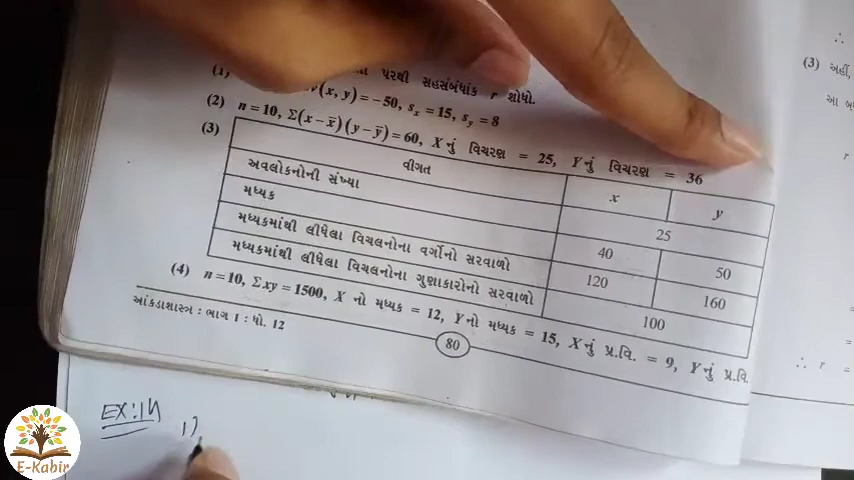 પરથી સહસંબંધાંક r શોધો.
(1) (x, y) = −50, sₓ = 15, sᵧ = 8
(2) n = 10, Σ(x − x̄)(y − ȳ) = 60, X નું વિચરણ = 25, Y નું વિચરણ = 36
(3) વીગત x y
અવલોકનોની સંખ્યા 25
મધ્યક 40 50
મધ્યકમાંથી લીધેલા વિચલનોના વર્ગોનો સરવાળો 120 160
મધ્યકમાંથી લીધેલા વિચલનોના ગુણાકારોનો સરવાળો 100
(4) n = 10, Σxy = 1500, X નો મધ્યક = 12, Y નો મધ્યક = 15, X નું પ્ર.વિ. = 9, Y નું પ્ર.વિ.
આંકડાશાસ્ત્ર : ભાગ 1 : ધો. 12
80
(3) અહીં,
આ
r
∴ r =
EX:14
1)
E-Kabir